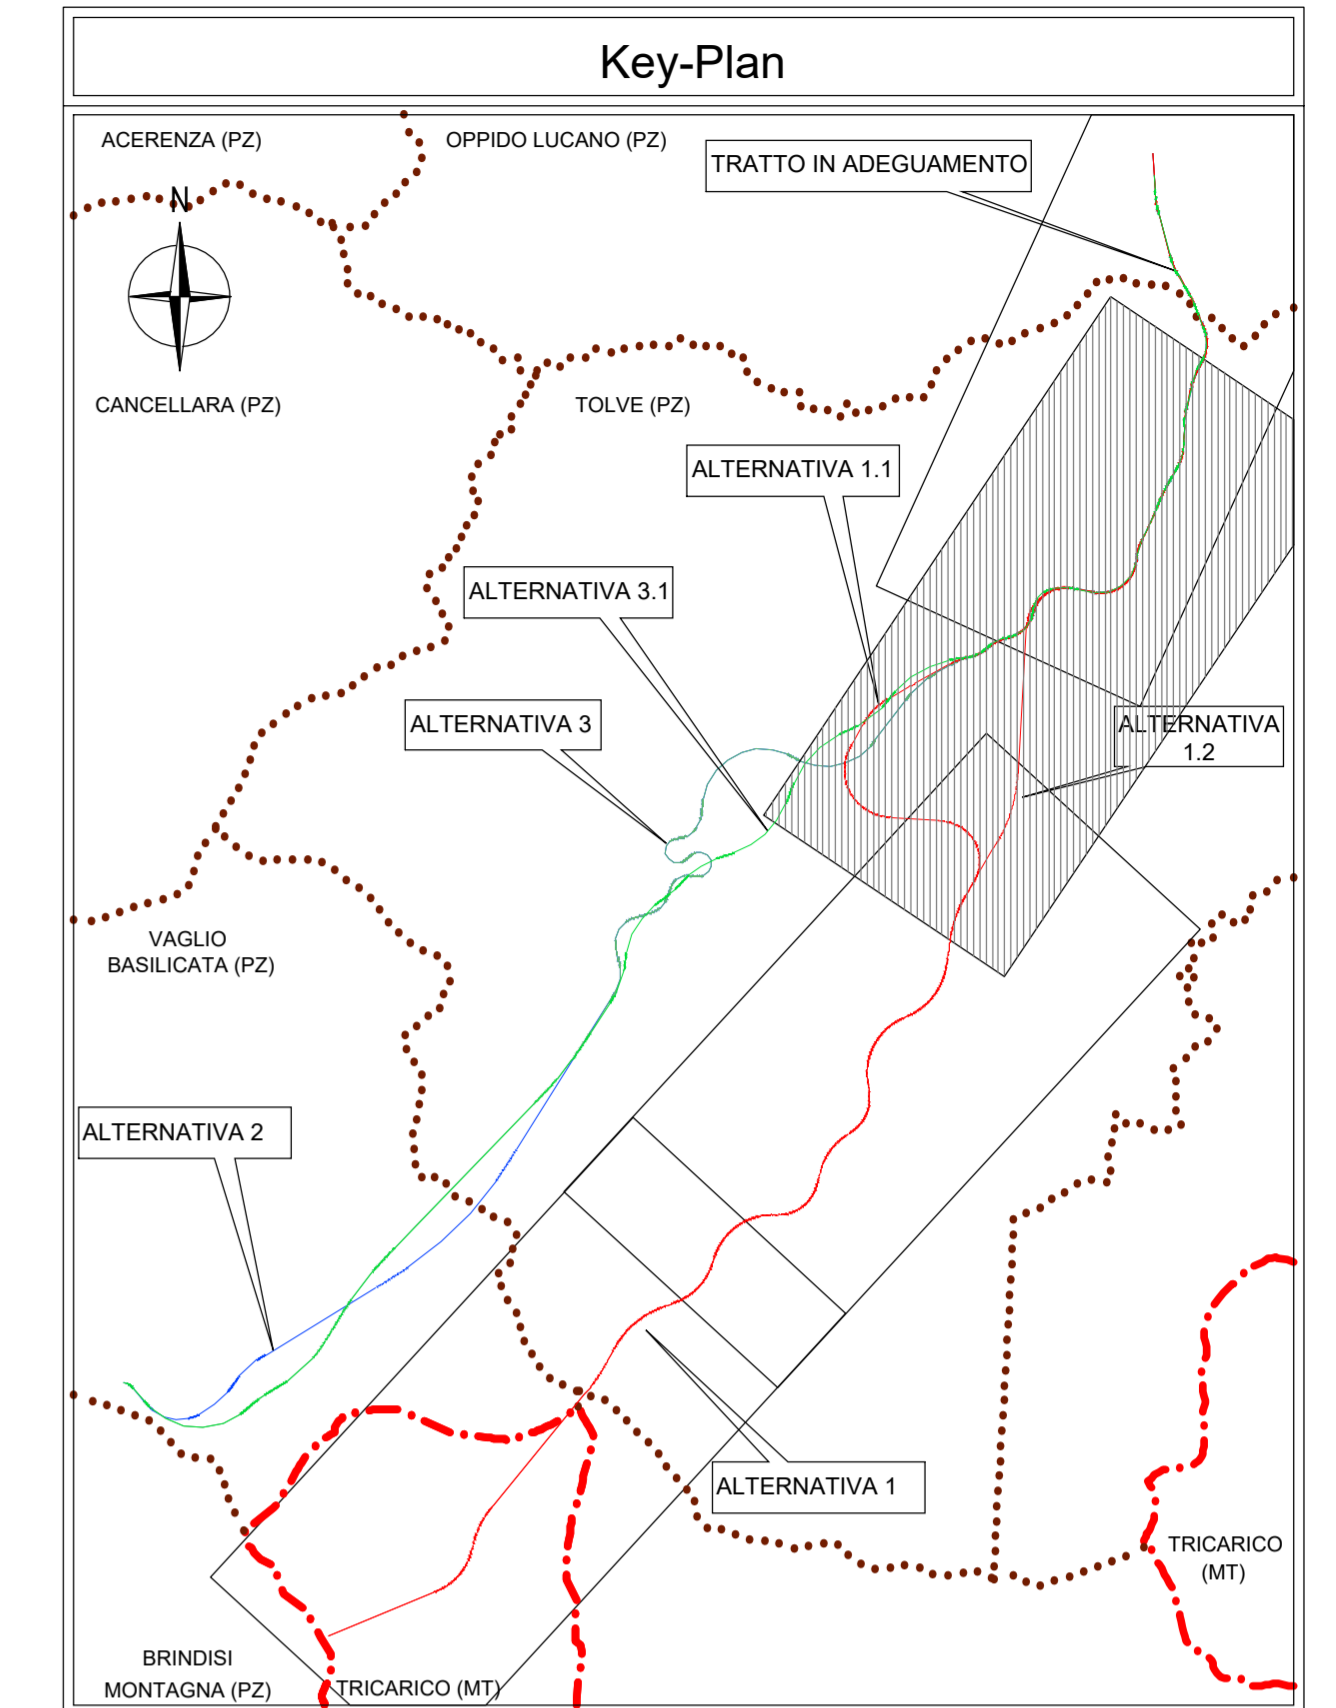 Key-Plan
ACERENZA (PZ)
OPPIDO LUCANO (PZ)
TRATTO IN ADEGUAMENTO
N
CANCELLARA (PZ)
TOLVE (PZ)
ALTERNATIVA 1.1
ALTERNATIVA 3.1
ALTERNATIVA 3
ALTERNATIVA
1.2
VAGLIO
BASILICATA (PZ)
ALTERNATIVA 2
ALTERNATIVA 1
TRICARICO
(MT)
BRINDISI
MONTAGNA (PZ)
TRICARICO (MT)